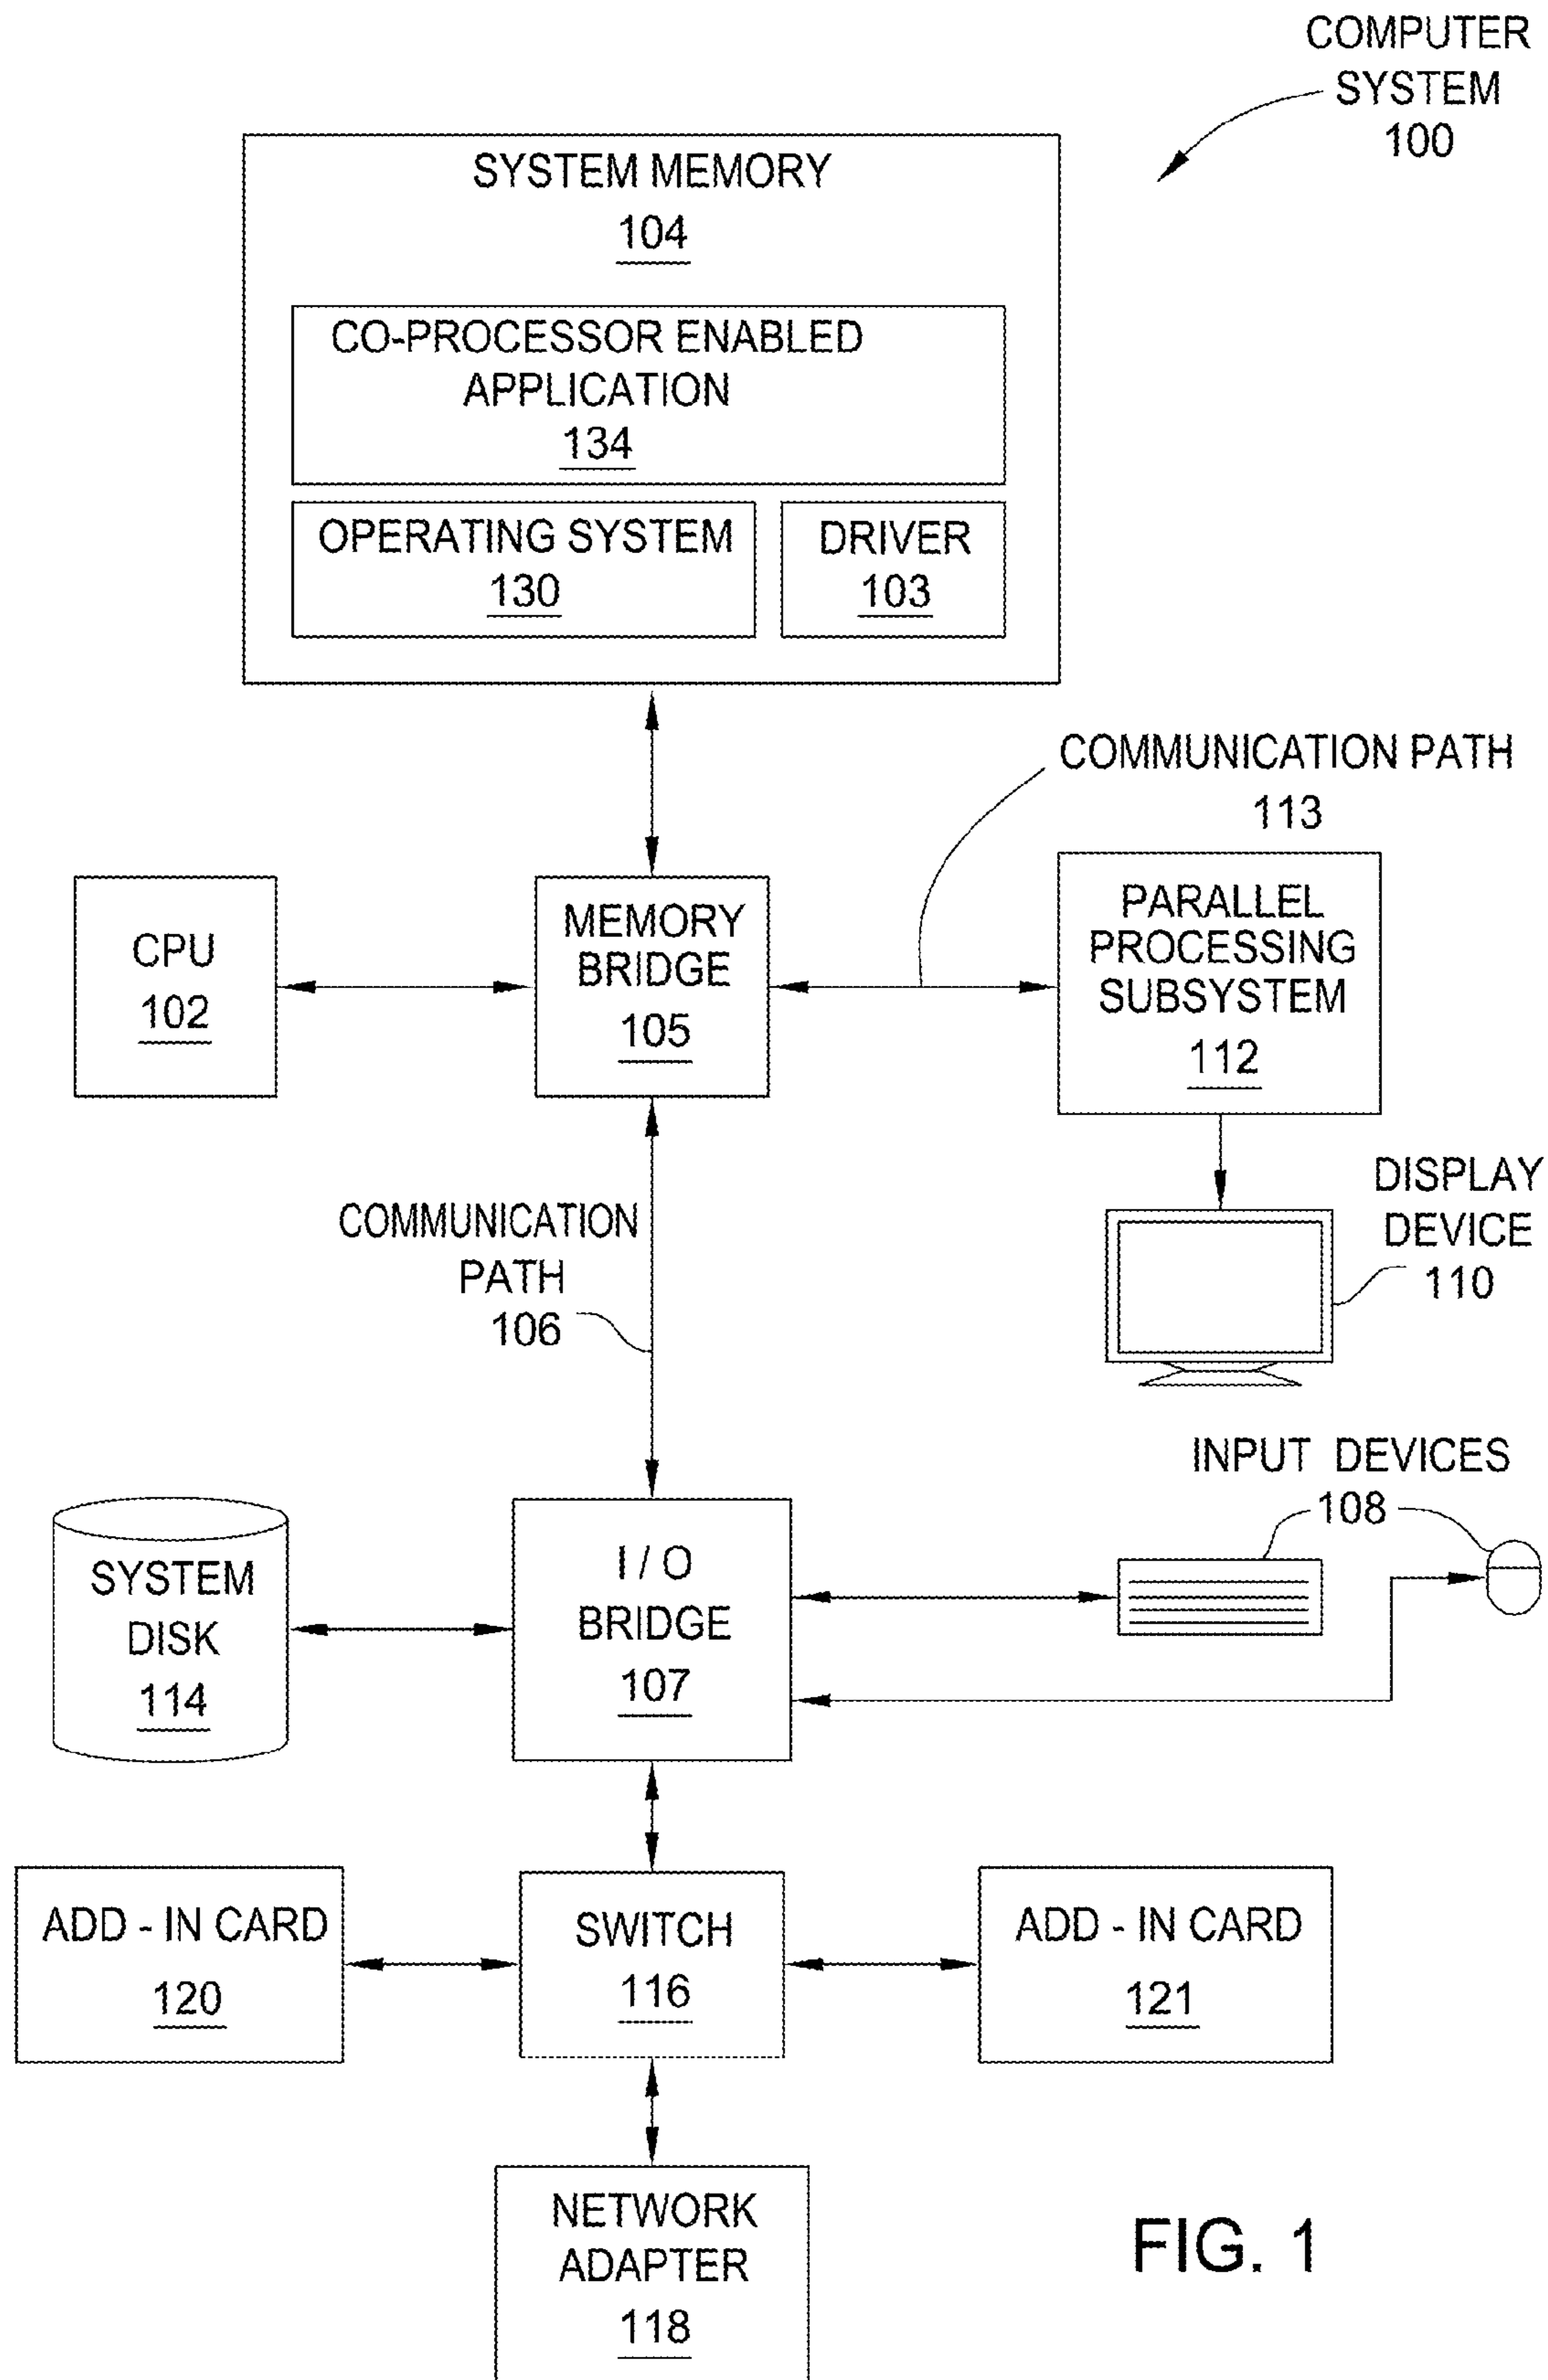 COMPUTER
SYSTEM
100
SYSTEM MEMORY
104
CO-PROCESSOR ENABLED
APPLICATION
134
OPERATING SYSTEM
130
DRIVER
103
COMMUNICATION PATH
113
CPU
102
MEMORY
BRIDGE
105
PARALLEL
PROCESSING
SUBSYSTEM
112
COMMUNICATION
PATH
106
DISPLAY
DEVICE
110
INPUT DEVICES
108
SYSTEM
DISK
114
I / O
BRIDGE
107
ADD - IN CARD
120
SWITCH
116
ADD - IN CARD
121
NETWORK
ADAPTER
118
FIG. 1